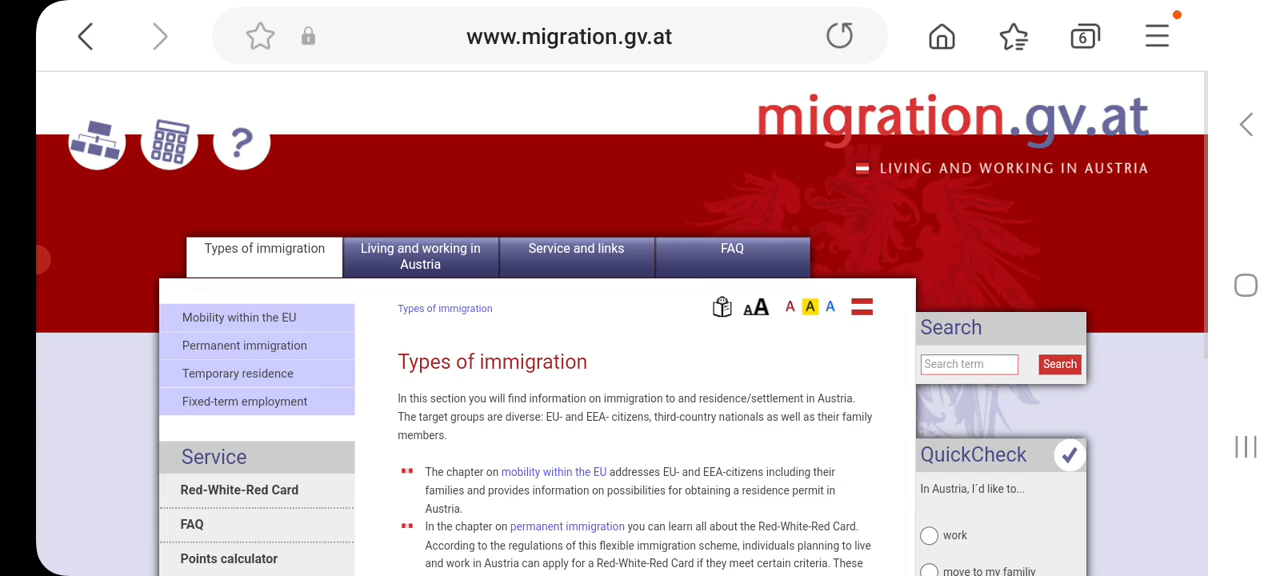 www.migration.gv.at
6
?
migration.gv.at
LIVING AND WORKING IN AUSTRIA
Types of immigration
Living and working in
Austria
Service and links
FAQ
Mobility within the EU
Permanent immigration
Temporary residence
Fixed-term employment
Service
Red-White-Red Card
FAQ
Points calculator
Types of immigration
AA A A A
Types of immigration
In this section you will find information on immigration to and residence/settlement in Austria.
The target groups are diverse: EU- and EEA- citizens, third-country nationals as well as their family
members.
The chapter on mobility within the EU addresses EU- and EEA-citizens including their
families and provides information on possibilities for obtaining a residence permit in
Austria.
In the chapter on permanent immigration you can learn all about the Red-White-Red Card.
According to the regulations of this flexible immigration scheme, individuals planning to live
and work in Austria can apply for a Red-White-Red Card if they meet certain criteria. These
Search
Search term
Search
QuickCheck
In Austria, I´d like to...
work
move to my familiy